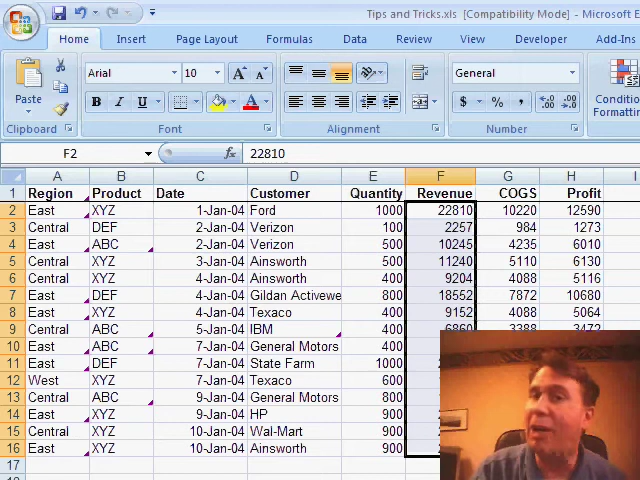 Tips and Tricks.xls [Compatibility Mode] - Microsoft E
Home Insert Page Layout Formulas Data Review View Developer Add-Ins
Arial 10 General
Paste B I U A A A $ % , Conditio
Formatting
Clipboard Font Alignment Number
F2 fx 22810
A B C D E F G H I
1 Region Product Date Customer Quantity Revenue COGS Profit
2 East XYZ 1-Jan-04 Ford 1000 22810 10220 12590
3 Central DEF 2-Jan-04 Verizon 100 2257 984 1273
4 East ABC 2-Jan-04 Verizon 500 10245 4235 6010
5 Central XYZ 3-Jan-04 Ainsworth 500 11240 5110 6130
6 Central XYZ 4-Jan-04 Ainsworth 400 9204 4088 5116
7 East DEF 4-Jan-04 Gildan Activewe 800 18552 7872 10680
8 East XYZ 4-Jan-04 Texaco 400 9152 4088 5064
9 Central ABC 5-Jan-04 IBM 400 6860 3388 3472
10 East ABC 7-Jan-04 General Motors 400
11 East DEF 7-Jan-04 State Farm 1000
12 West XYZ 7-Jan-04 Texaco 600
13 Central ABC 9-Jan-04 General Motors 800
14 East XYZ 9-Jan-04 HP 900
15 Central XYZ 10-Jan-04 Wal-Mart 900
16 East XYZ 10-Jan-04 Ainsworth 900
17